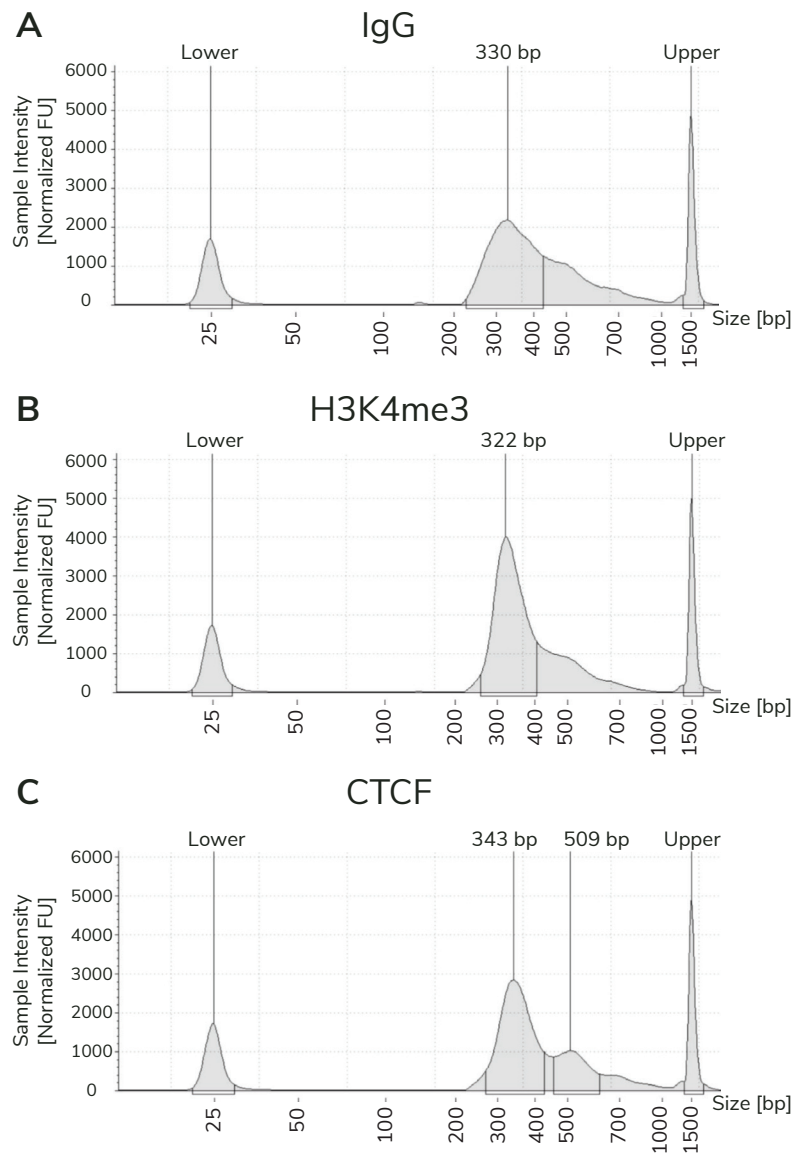 A
IgG
Lower 330 bp Upper
Sample Intensity
[Normalized FU]
6000
5000
4000
3000
2000
1000
0
25 50 100 200 300 400 500 700 1000 1500 Size [bp]
B
H3K4me3
Lower 322 bp Upper
Sample Intensity
[Normalized FU]
6000
5000
4000
3000
2000
1000
0
25 50 100 200 300 400 500 700 1000 1500 Size [bp]
C
CTCF
Lower 343 bp 509 bp Upper
Sample Intensity
[Normalized FU]
6000
5000
4000
3000
2000
1000
0
25 50 100 200 300 400 500 700 1000 1500 Size [bp]